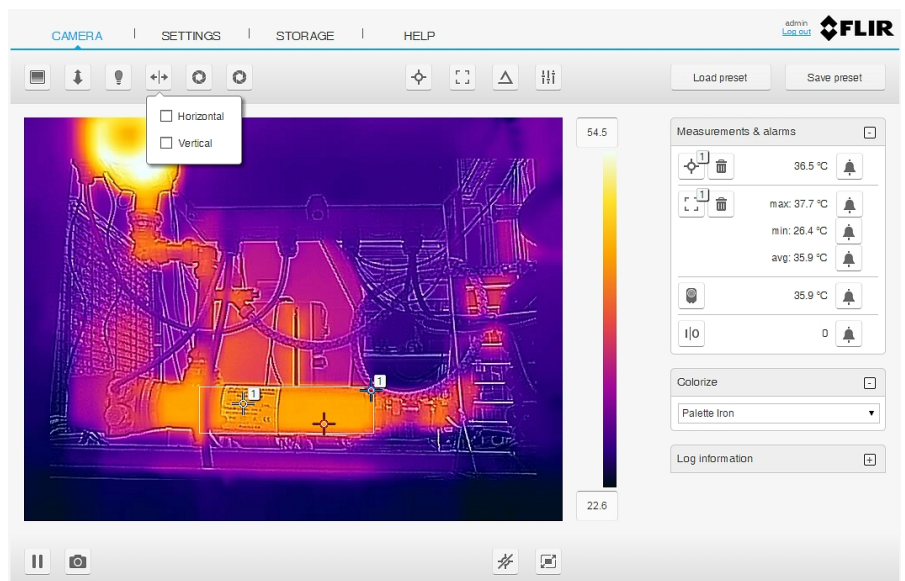 CAMERA SETTINGS STORAGE HELP
admin
Log out
FLIR
Load preset Save preset
Horizontal
Vertical
54.5
22.6
1
1
Measurements & alarms
1
36.5 °C
1
max: 37.7 °C
min: 26.4 °C
avg: 35.9 °C
35.9 °C
I|O 0
Colorize
Palette Iron
Log information